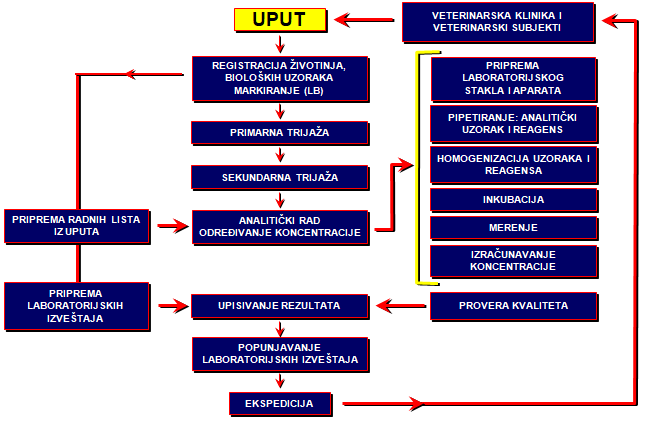 UPUT
VETERINARSKA KLINIKA I
VETERINARSKI SUBJEKTI
REGISTRACIJA ŽIVOTINJA,
BIOLOŠKIH UZORAKA
MARKIRANJE (LB)
PRIMARNA TRIJAŽA
SEKUNDARNA TRIJAŽA
ANALITIČKI RAD
ODREĐIVANJE KONCENTRACIJE
PRIPREMA
LABORATORIJSKOG
STAKLA I APARATA
PIPETIRANJE: ANALITIČKI
UZORAK I REAGENS
HOMOGENIZACIJA UZORAKA I
REAGENSA
INKUBACIJA
MERENJE
IZRAČUNAVANJE
KONCENTRACIJE
PRIPREMA RADNIH LISTA
IZ UPUTA
PRIPREMA
LABORATORIJSKIH
IZVEŠTAJA
UPISIVANJE REZULTATA
PROVERA KVALITETA
POPUNJAVANJE
LABORATORIJSKIH IZVEŠTAJA
EKSPEDICIJA